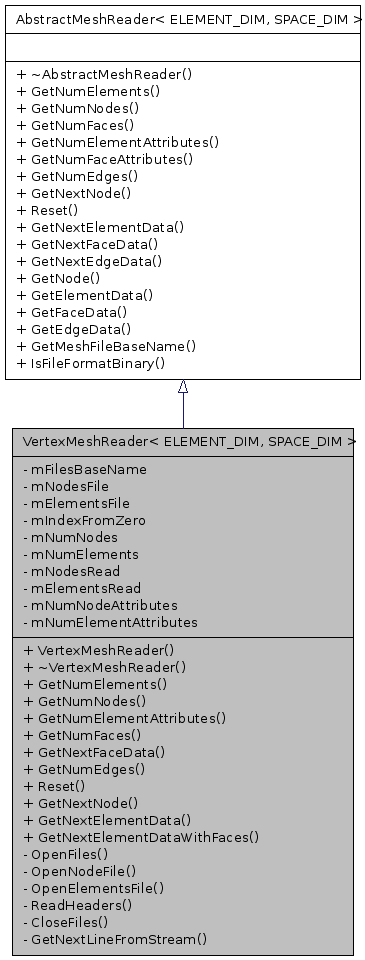 AbstractMeshReader< ELEMENT_DIM, SPACE_DIM >
+ ~AbstractMeshReader()
+ GetNumElements()
+ GetNumNodes()
+ GetNumFaces()
+ GetNumElementAttributes()
+ GetNumFaceAttributes()
+ GetNumEdges()
+ GetNextNode()
+ Reset()
+ GetNextElementData()
+ GetNextFaceData()
+ GetNextEdgeData()
+ GetNode()
+ GetElementData()
+ GetFaceData()
+ GetEdgeData()
+ GetMeshFileBaseName()
+ IsFileFormatBinary()
VertexMeshReader< ELEMENT_DIM, SPACE_DIM >
- mFilesBaseName
- mNodesFile
- mElementsFile
- mIndexFromZero
- mNumNodes
- mNumElements
- mNodesRead
- mElementsRead
- mNumNodeAttributes
- mNumElementAttributes
+ VertexMeshReader()
+ ~VertexMeshReader()
+ GetNumElements()
+ GetNumNodes()
+ GetNumElementAttributes()
+ GetNumFaces()
+ GetNextFaceData()
+ GetNumEdges()
+ Reset()
+ GetNextNode()
+ GetNextElementData()
+ GetNextElementDataWithFaces()
- OpenFiles()
- OpenNodeFile()
- OpenElementsFile()
- ReadHeaders()
- CloseFiles()
- GetNextLineFromStream()